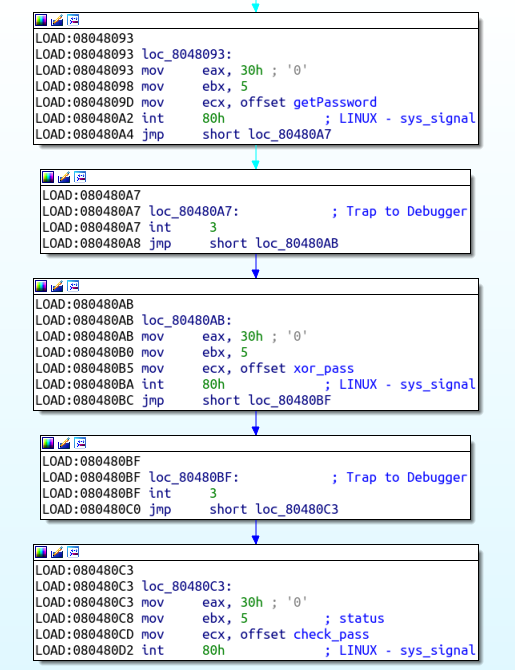 LOAD:08048093
LOAD:08048093 loc_8048093:
LOAD:08048093 mov eax, 30h ; '0'
LOAD:08048098 mov ebx, 5
LOAD:0804809D mov ecx, offset getPassword
LOAD:080480A2 int 80h ; LINUX - sys_signal
LOAD:080480A4 jmp short loc_80480A7
LOAD:080480A7
LOAD:080480A7 loc_80480A7: ; Trap to Debugger
LOAD:080480A7 int 3
LOAD:080480A8 jmp short loc_80480AB
LOAD:080480AB
LOAD:080480AB loc_80480AB:
LOAD:080480AB mov eax, 30h ; '0'
LOAD:080480B0 mov ebx, 5
LOAD:080480B5 mov ecx, offset xor_pass
LOAD:080480BA int 80h ; LINUX - sys_signal
LOAD:080480BC jmp short loc_80480BF
LOAD:080480BF
LOAD:080480BF loc_80480BF: ; Trap to Debugger
LOAD:080480BF int 3
LOAD:080480C0 jmp short loc_80480C3
LOAD:080480C3
LOAD:080480C3 loc_80480C3:
LOAD:080480C3 mov eax, 30h ; '0'
LOAD:080480C8 mov ebx, 5 ; status
LOAD:080480CD mov ecx, offset check_pass
LOAD:080480D2 int 80h ; LINUX - sys_signal